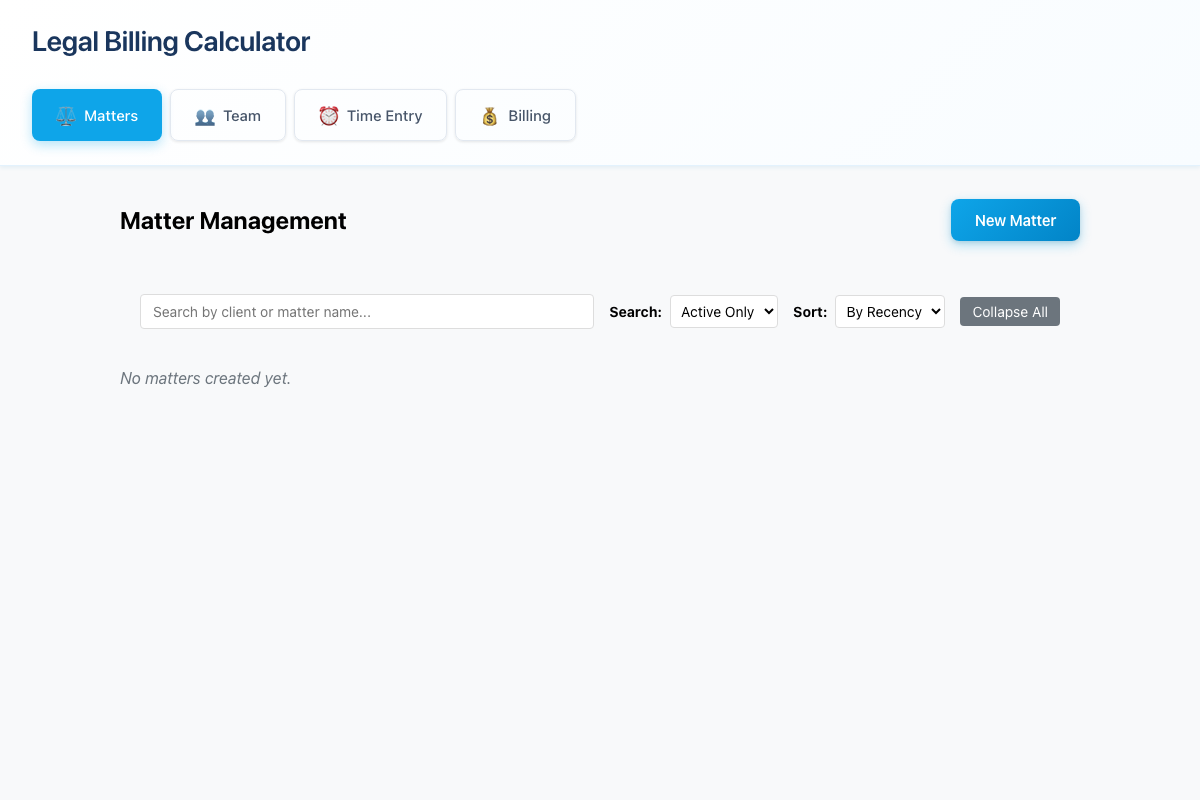 Legal Billing Calculator
Matters
Team
Time Entry
Billing
Matter Management
New Matter
Search by client or matter name...
Search:
Active Only
Sort:
By Recency
Collapse All
No matters created yet.